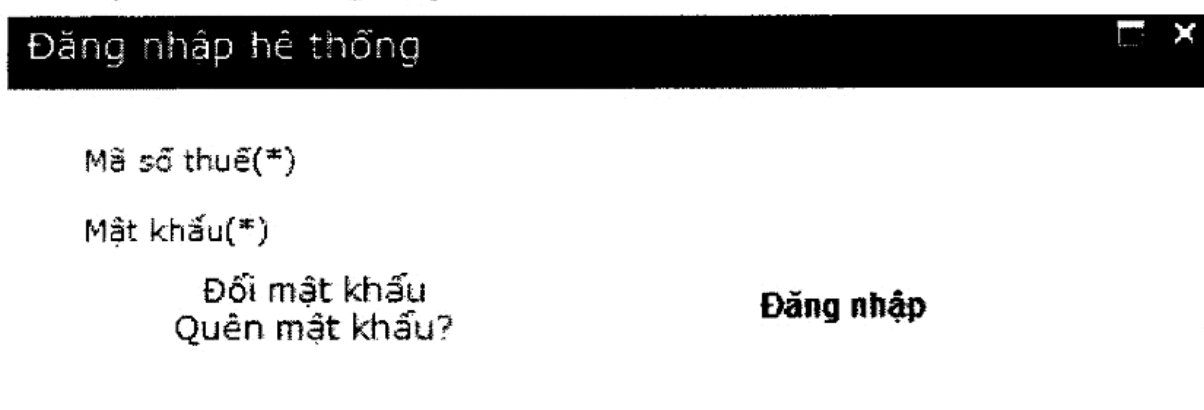 Đăng nhập hệ thống
Mã số thuế(*)
Mật khẩu(*)
Đổi mật khẩu
Quên mật khẩu?
Đăng nhập